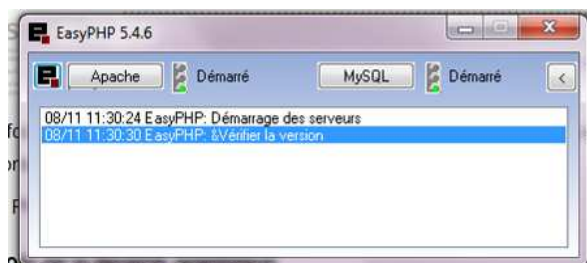 EasyPHP 5.4.6
Apache Démarré MySQL Démarré <
08/11 11:30:24 EasyPHP: Démarrage des serveurs
08/11 11:30:30 EasyPHP: &Vérifier la version